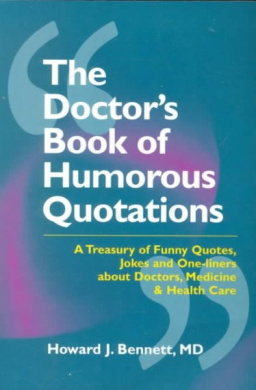 The
Doctor's
Book of
Humorous
Quotations
A Treasury of Funny Quotes,
Jokes and One-liners
about Doctors, Medicine
& Health Care
Howard J. Bennett, MD